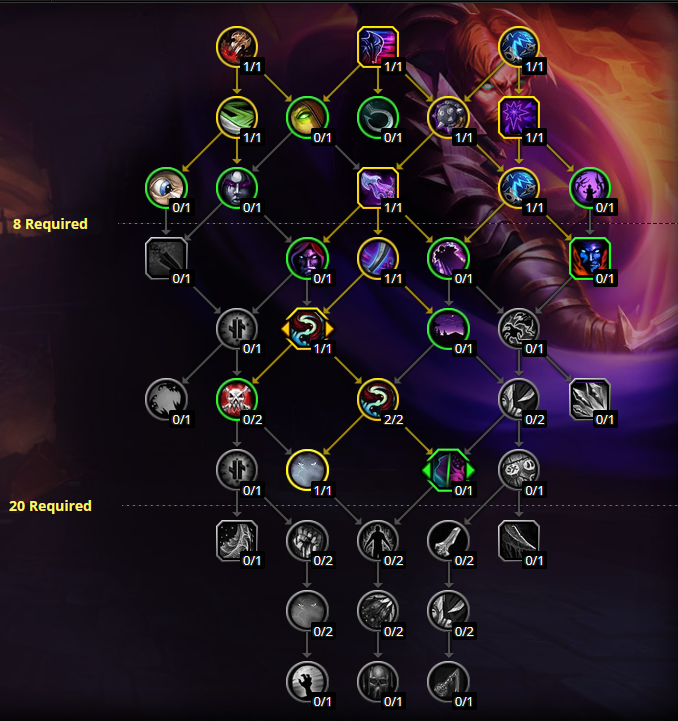 1/1 1/1 1/1
1/1 0/1 0/1 1/1 1/1
0/1 0/1 1/1 1/1 0/1
8 Required
0/1 0/1 1/1 0/1 0/1
0/1 1/1 0/1 0/1
0/1 0/2 2/2 0/2 0/1
0/1 1/1 0/1 0/1
20 Required
0/1 0/2 0/2 0/2 0/1
0/2 0/2 0/2
0/1 0/1 0/1